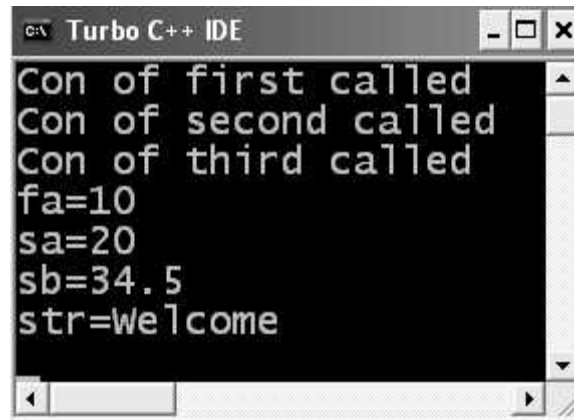 Turbo C++ IDE
Con of first called
Con of second called
Con of third called
fa=10
sa=20
sb=34.5
str=Welcome